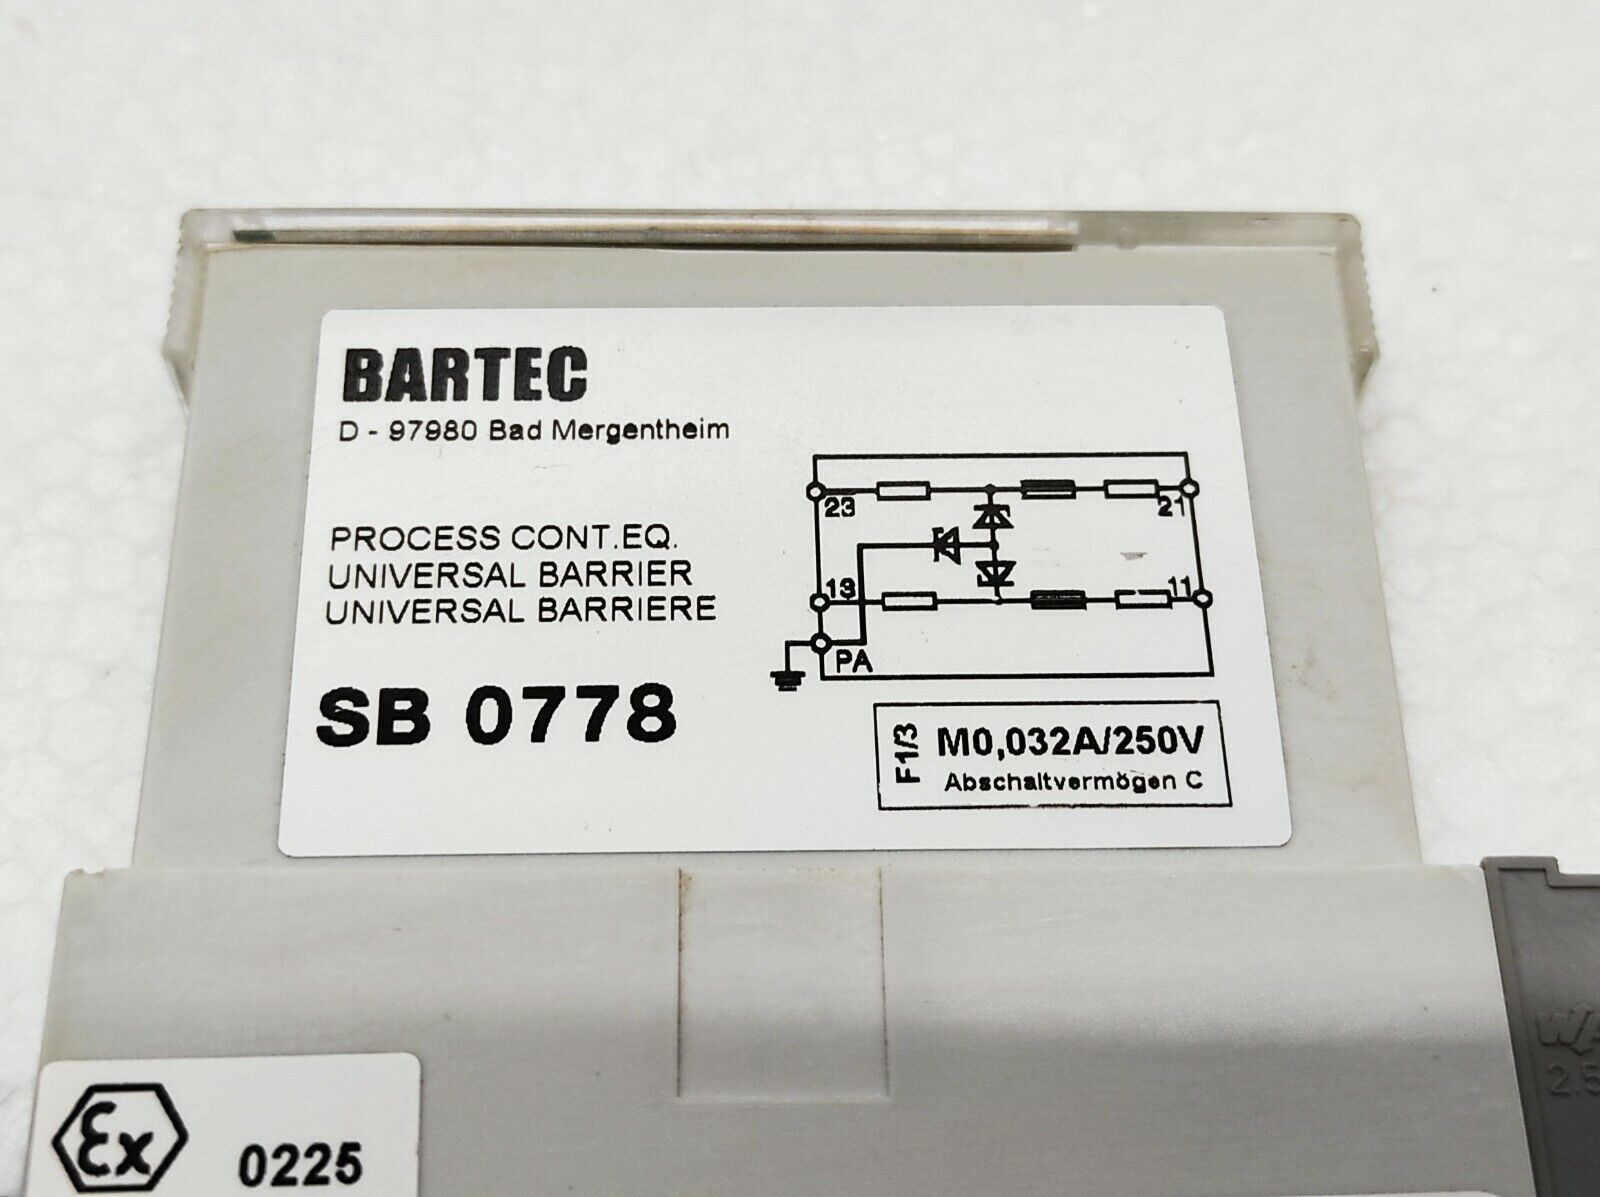 BARTEC
D - 97980 Bad Mergentheim
PROCESS CONT.EQ.
UNIVERSAL BARRIER
UNIVERSAL BARRIERE
SB 0778
23
21
13
11
PA
F1/3
M0,032A/250V
Abschaltvermögen C
Ex
0225